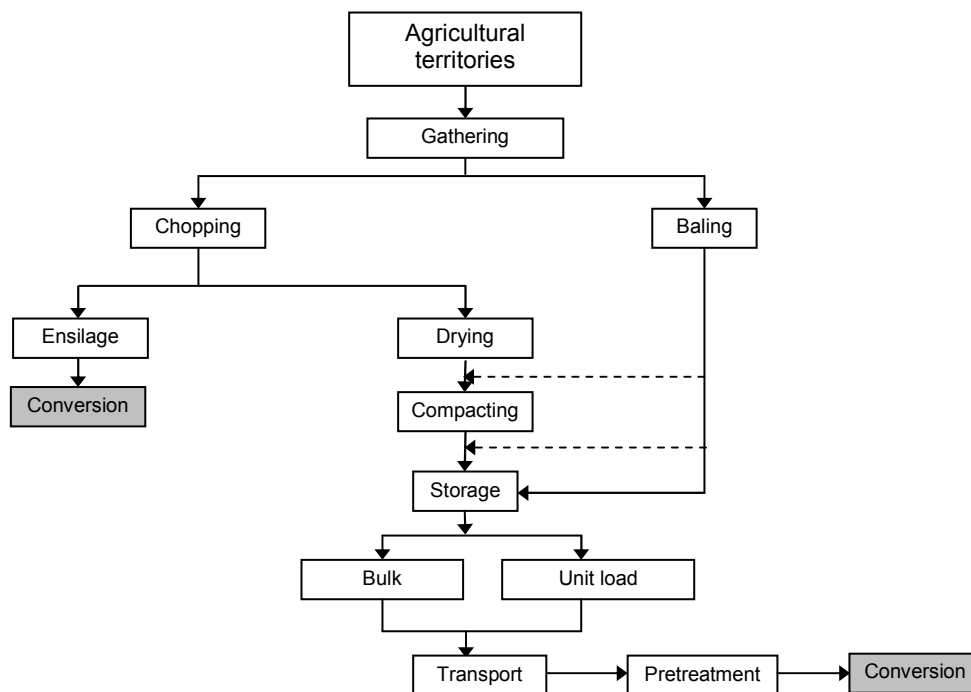 Agricultural
territories
Gathering
Chopping
Baling
Ensilage
Drying
Conversion
Compacting
Storage
Bulk
Unit load
Transport
Pretreatment
Conversion